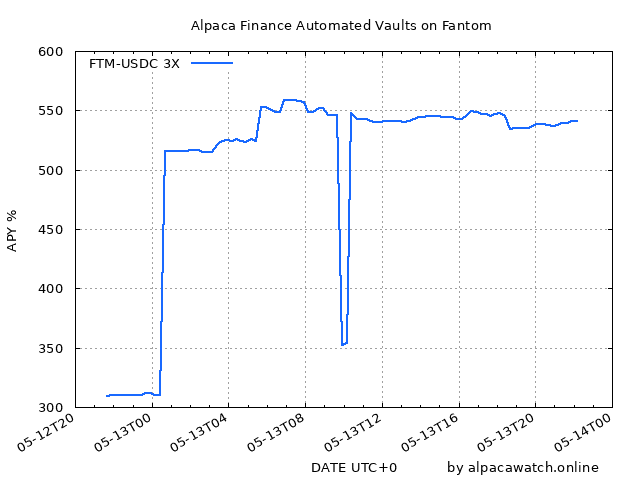 Alpaca Finance Automated Vaults on Fantom
FTM-USDC 3X
600
550
500
450
400
350
300
APY %
05-12T20
05-13T00
05-13T04
05-13T08
05-13T12
05-13T16
05-13T20
05-14T00
DATE UTC+0
by alpacawatch.online